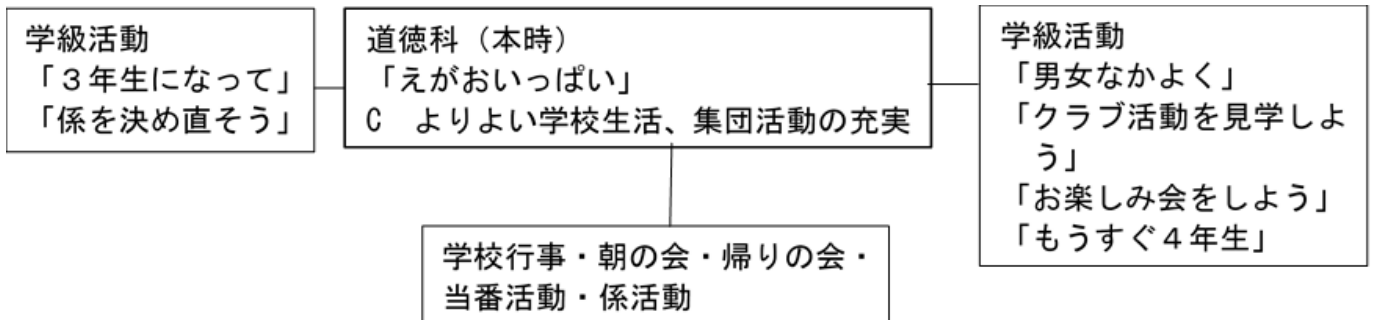 学級活動
「３年生になって」
「係を決め直そう」
道徳科（本時）
「えがおいっぱい」
C　よりよい学校生活、集団活動の充実
学級活動
「男女なかよく」
「クラブ活動を見学しよ
う」
「お楽しみ会をしよう」
「もうすぐ４年生」
学校行事・朝の会・帰りの会・
当番活動・係活動